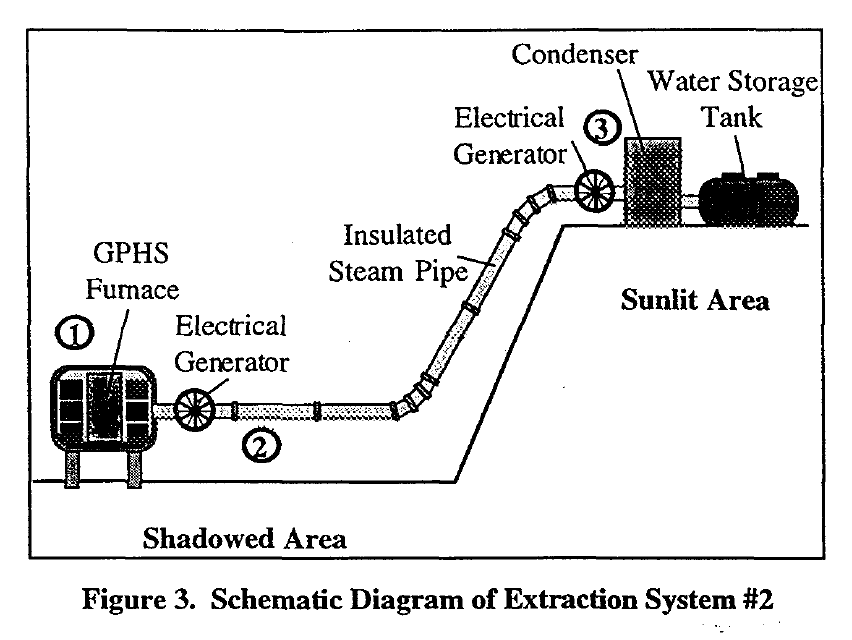 Condenser
Water Storage
Tank
Electrical
Generator
3
Insulated
Steam Pipe
Sunlit Area
GPHS
Furnace
1
Electrical
Generator
2
Shadowed Area
Figure 3. Schematic Diagram of Extraction System #2